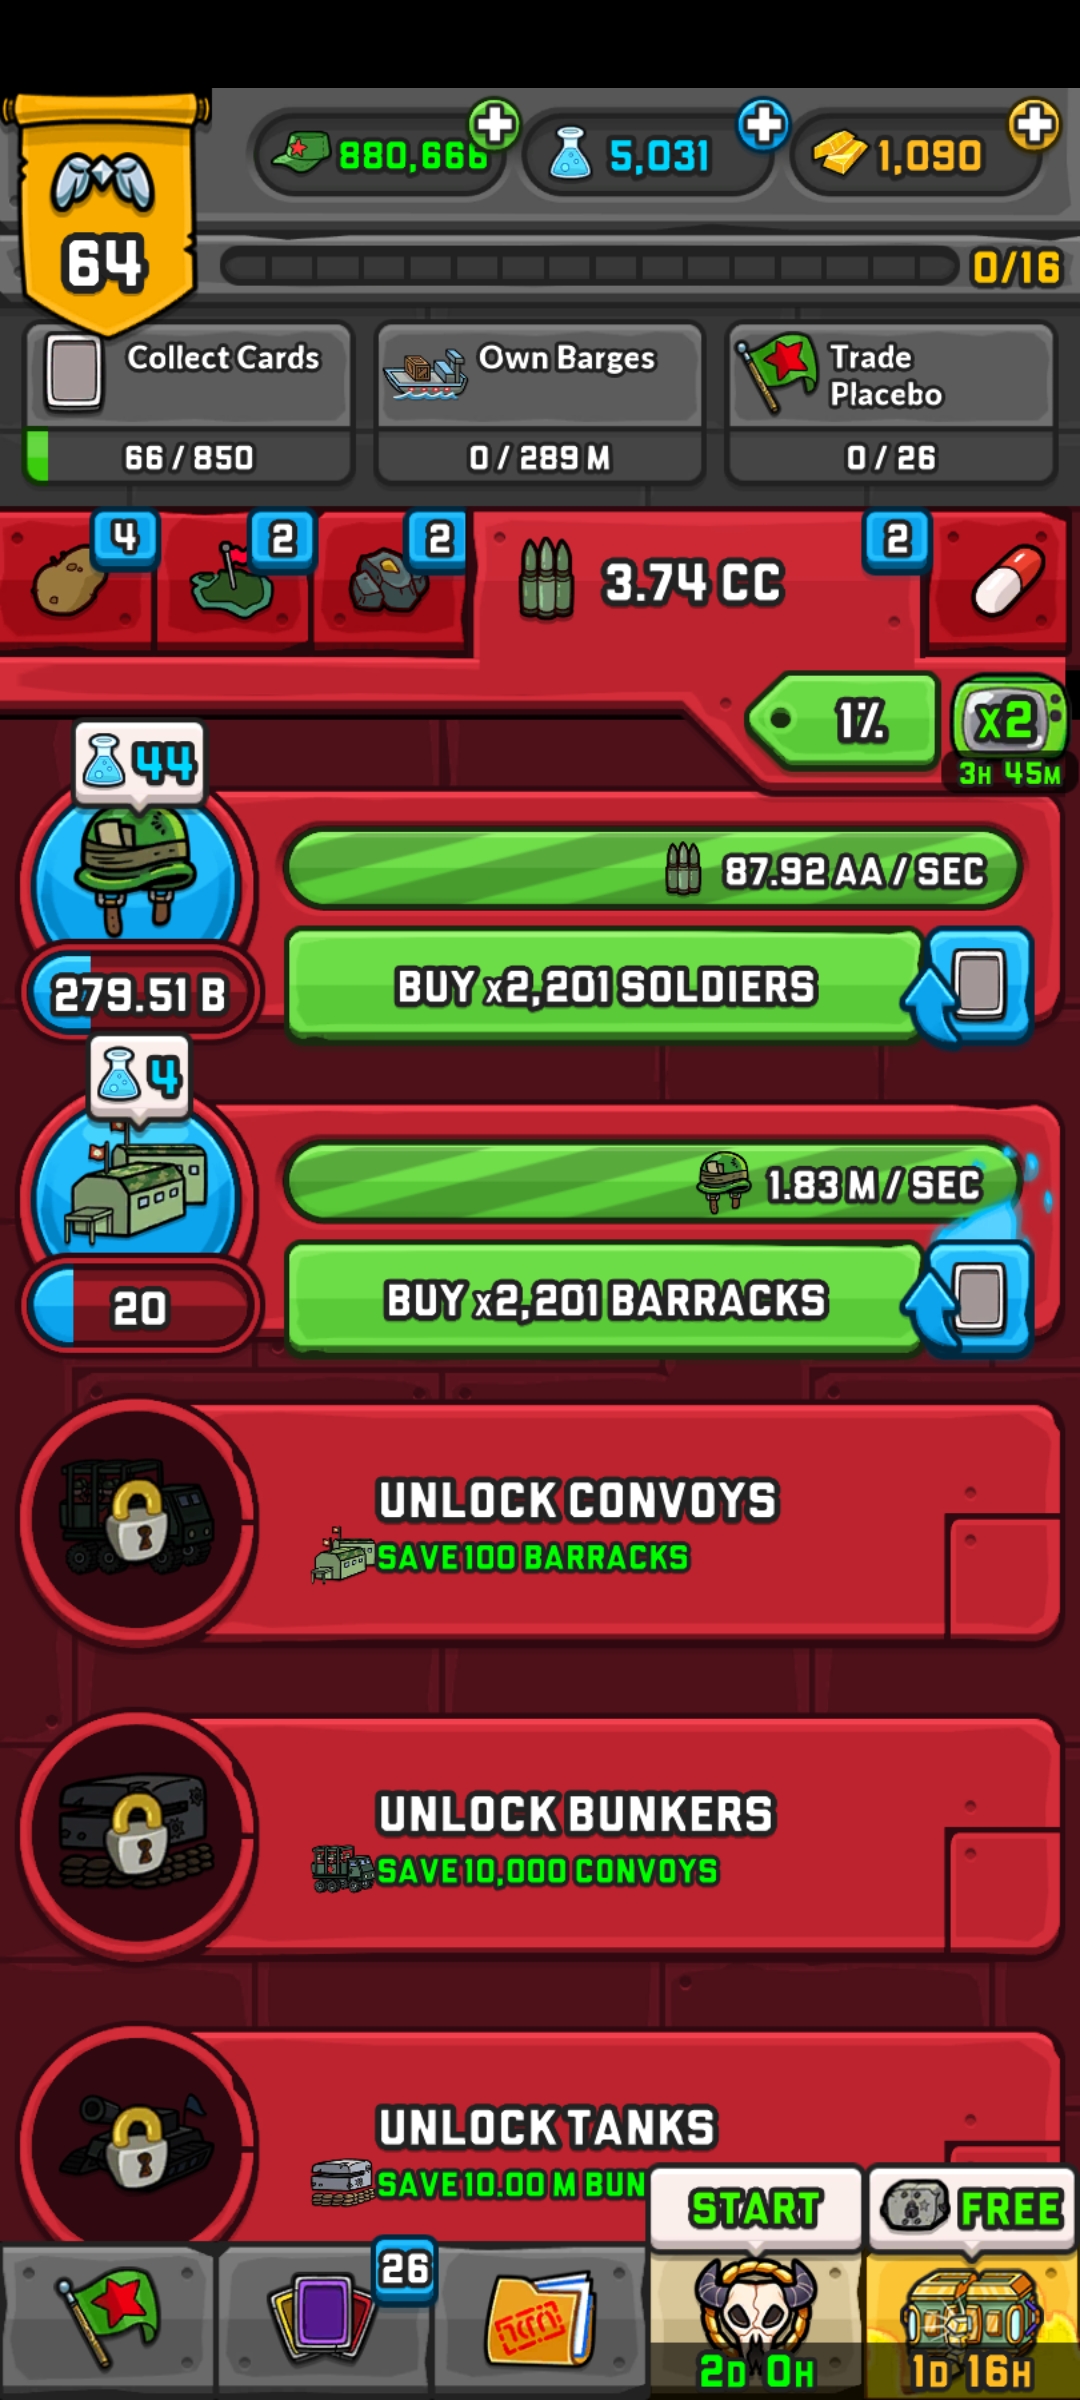 64
880,666
5,031
1,090
0/16
Collect Cards
66 / 850
Own Barges
0 / 289 M
Trade
Placebo
0 / 26
4
2
2
3.74 CC
2
1%
x2
3H 45M
44
87.92 AA / SEC
279.51 B
BUY x2,201 SOLDIERS
4
1.83 M / SEC
20
BUY x2,201 BARRACKS
UNLOCK CONVOYS
SAVE 100 BARRACKS
UNLOCK BUNKERS
SAVE 10,000 CONVOYS
UNLOCK TANKS
SAVE 10.00 M BUN
START
FREE
26
2D 0H
1D 16H